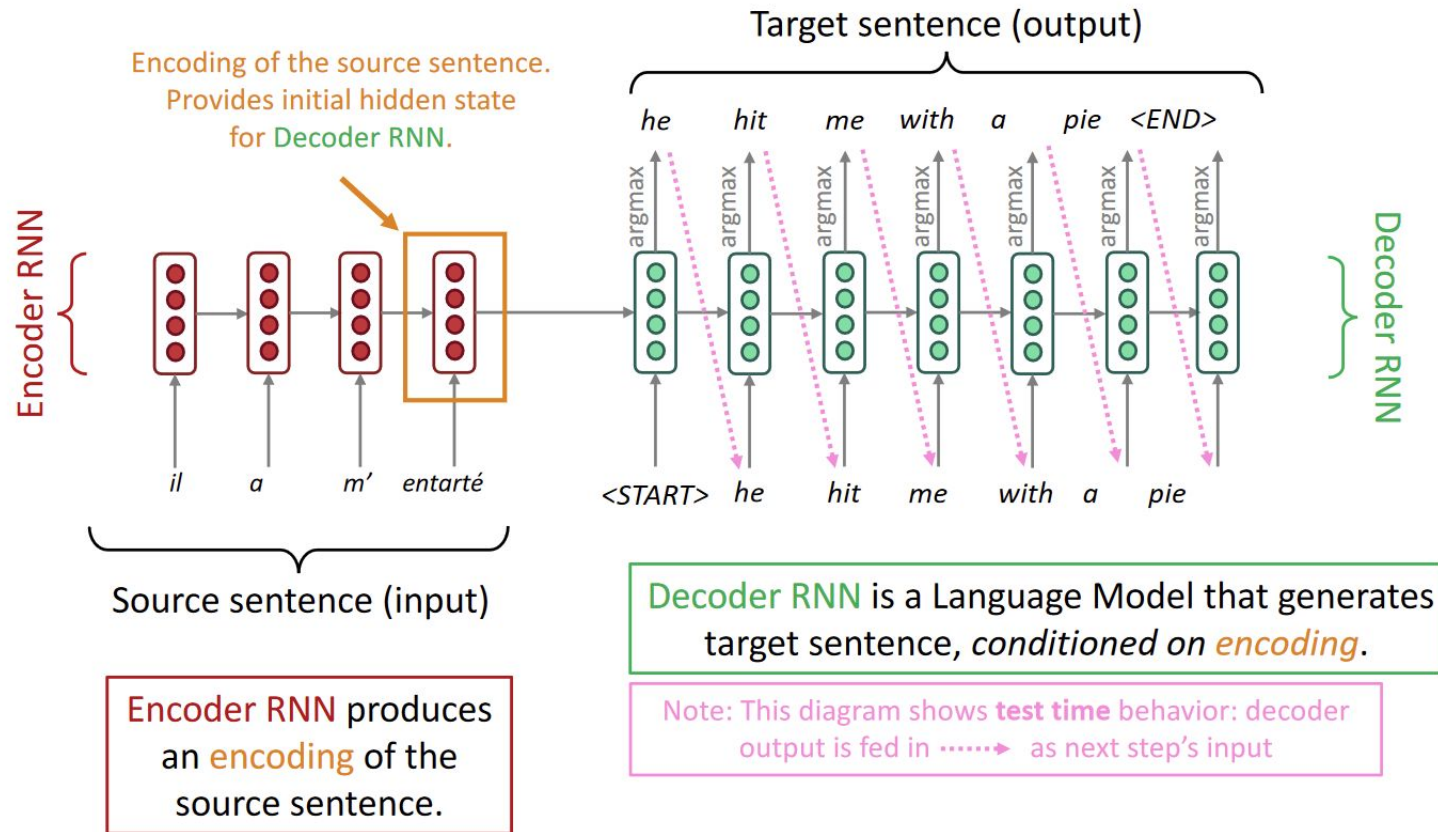 Target sentence (output)
Encoding of the source sentence.
Provides initial hidden state
for Decoder RNN.
he hit me with a pie <END>
argmax argmax argmax argmax argmax argmax argmax
Encoder RNN
Decoder RNN
il a m’ entarté
<START> he hit me with a pie
Source sentence (input)
Decoder RNN is a Language Model that generates
target sentence, conditioned on encoding.
Encoder RNN produces
an encoding of the
source sentence.
Note: This diagram shows test time behavior: decoder
output is fed in as next step’s input